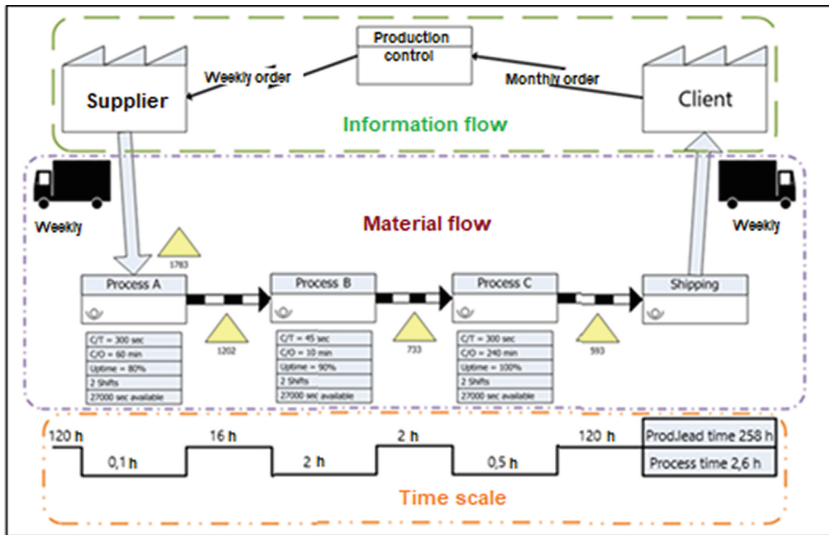 Production
control
Weekly order
Monthly order
Supplier
Client
Information flow
Weekly
Material flow
Weekly
1783
Process A
Process B
Process C
Shipping
1202
733
593
C/T = 300 sec
C/O = 60 min
Uptime = 80%
2 Shifts
27000 sec available
C/T = 45 sec
C/O = 10 min
Uptime = 90%
2 Shifts
27000 sec available
C/T = 300 sec
C/O = 240 min
Uptime = 100%
2 Shifts
27000 sec available
120 h
16 h
2 h
120 h
Prod.lead time 258 h
0,1 h
2 h
0,5 h
Process time 2,6 h
Time scale